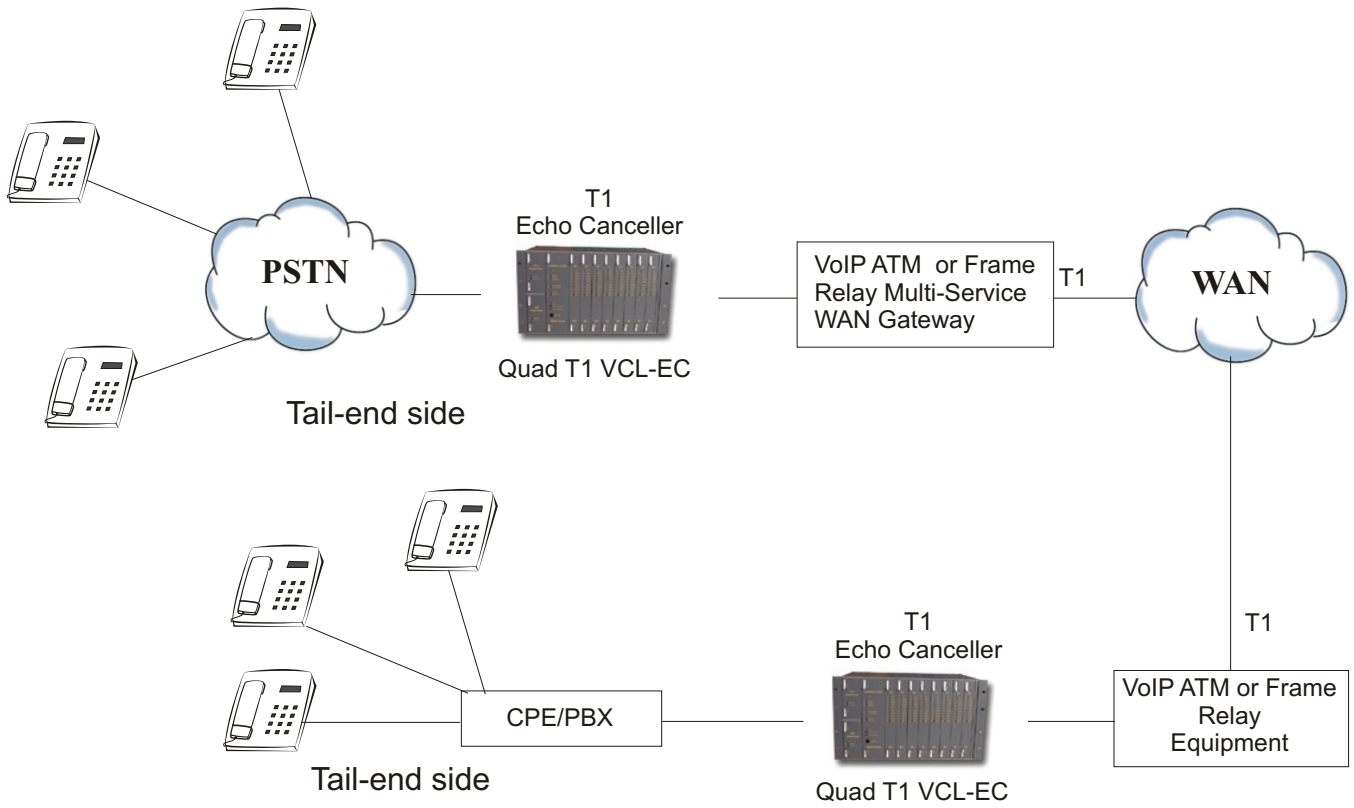 T1
Echo Canceller
PSTN
VoIP ATM or Frame
Relay Multi-Service
WAN Gateway
T1
WAN
Quad T1 VCL-EC
Tail-end side
T1
Echo Canceller
T1
CPE/PBX
VoIP ATM or Frame
Relay
Equipment
Tail-end side
Quad T1 VCL-EC